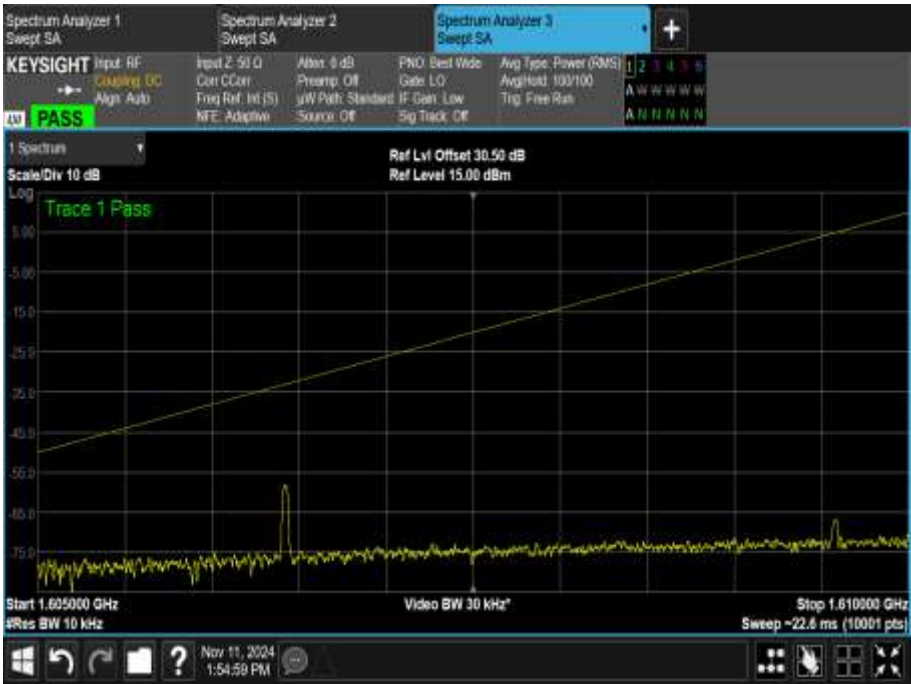 Spectrum Analyzer 1
Swept SA
Spectrum Analyzer 2
Swept SA
Spectrum Analyzer 3
Swept SA
+
KEYSIGHT
Input: RF
Coupling: DC
Align: Auto
Input Z: 50 Ω
Corr CCorr
Freq Ref: Int (S)
NFE: Adaptive
Atten: 6 dB
Preamp: Off
µW Path: Standard
Source: Off
PNO: Best Wide
Gate: LO
IF Gain: Low
Sig Track: Off
Avg Type: Power (RMS)
Avg|Hold: 100/100
Trig: Free Run
1 2 3 4 5 6
A W W W W W
A N N N N N
LXI PASS
1 Spectrum
Scale/Div 10 dB
Ref Lvl Offset 30.50 dB
Ref Level 15.00 dBm
Log
Trace 1 Pass
5.00
-5.00
-15.0
-25.0
-35.0
-45.0
-55.0
-65.0
-75.0
Start 1.605000 GHz
Video BW 30 kHz*
Stop 1.610000 GHz
#Res BW 10 kHz
Sweep ~22.6 ms (10001 pts)
?
Nov 11, 2024
1:54:59 PM